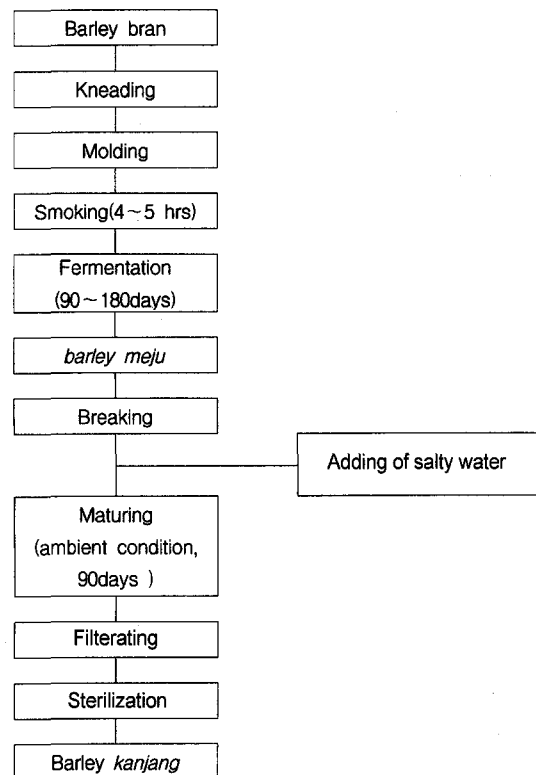 Barley bran
Kneading
Molding
Smoking(4～5 hrs)
Fermentation
(90～180days)
barley meju
Breaking
Adding of salty water
Maturing
(ambient condition,
90days )
Filterating
Sterilization
Barley kanjang